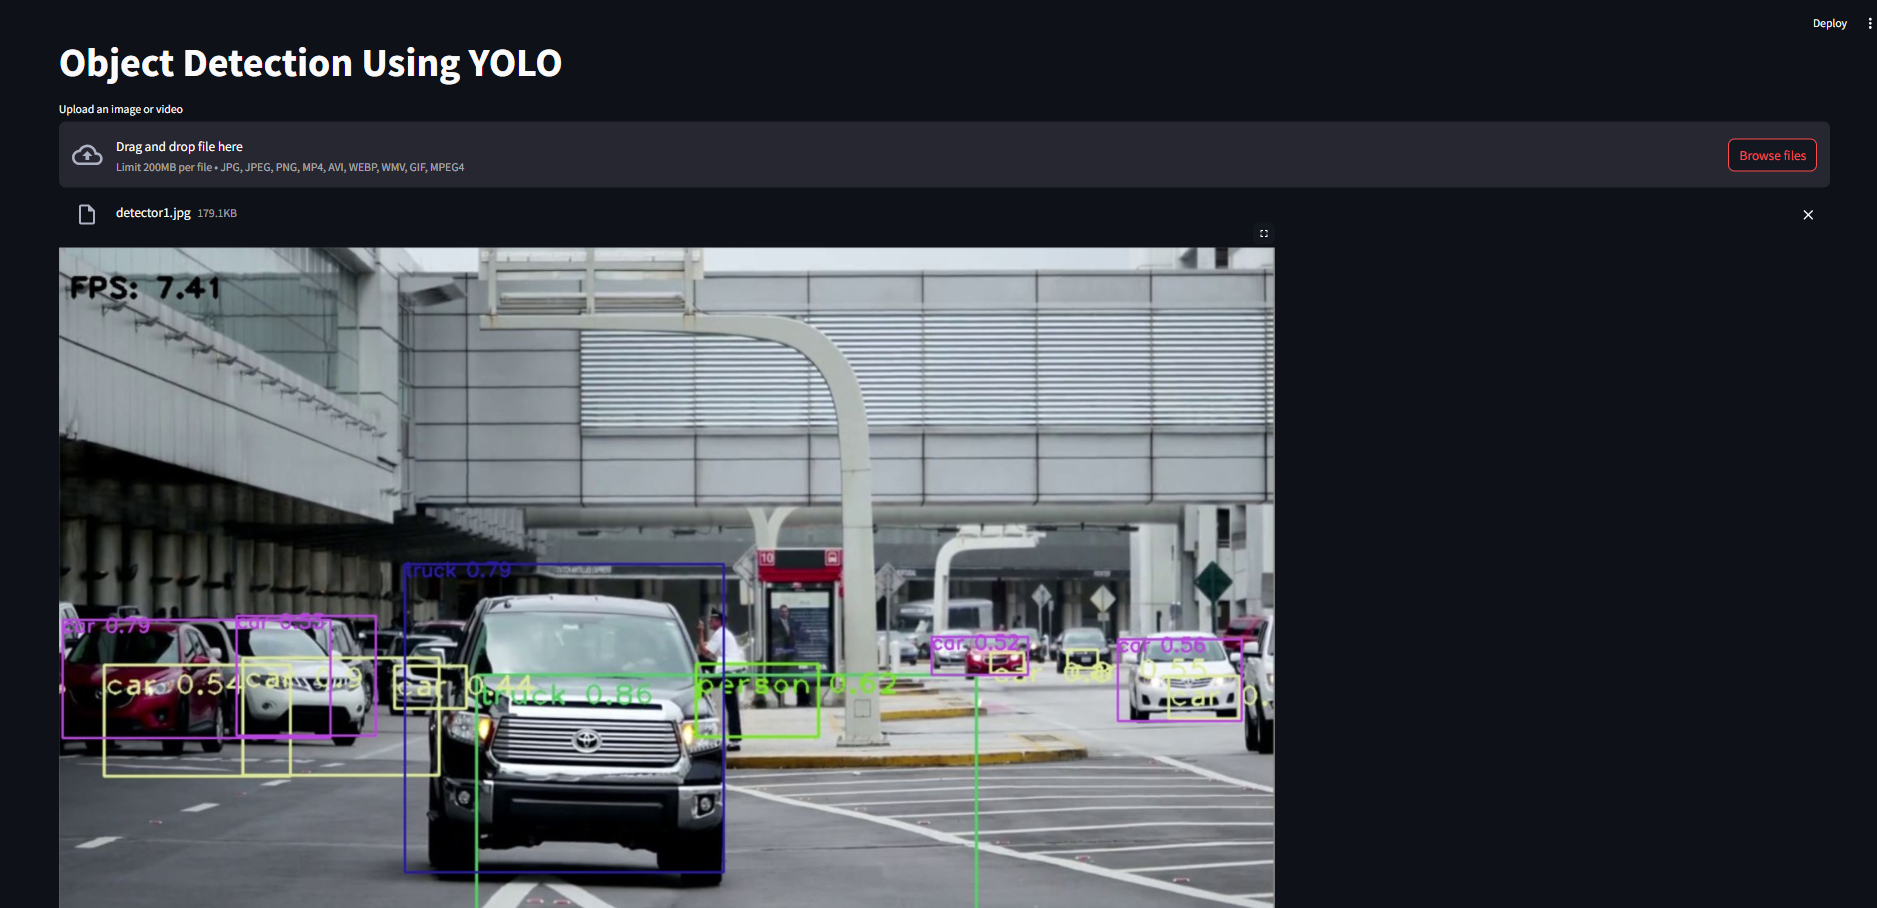 Deploy
Object Detection Using YOLO
Upload an image or video
Drag and drop file here
Limit 200MB per file • JPG, JPEG, PNG, MP4, AVI, WEBP, WMV, GIF, MPEG4
Browse files
detector1.jpg 179.1KB
FPS: 7.41
10
truck 0.79
car 0.79
car 0.55
car 0.52
car 0.56
car 0.54
car
car 0.44
truck 0.86
person 0.62
car
0.55
car 0.